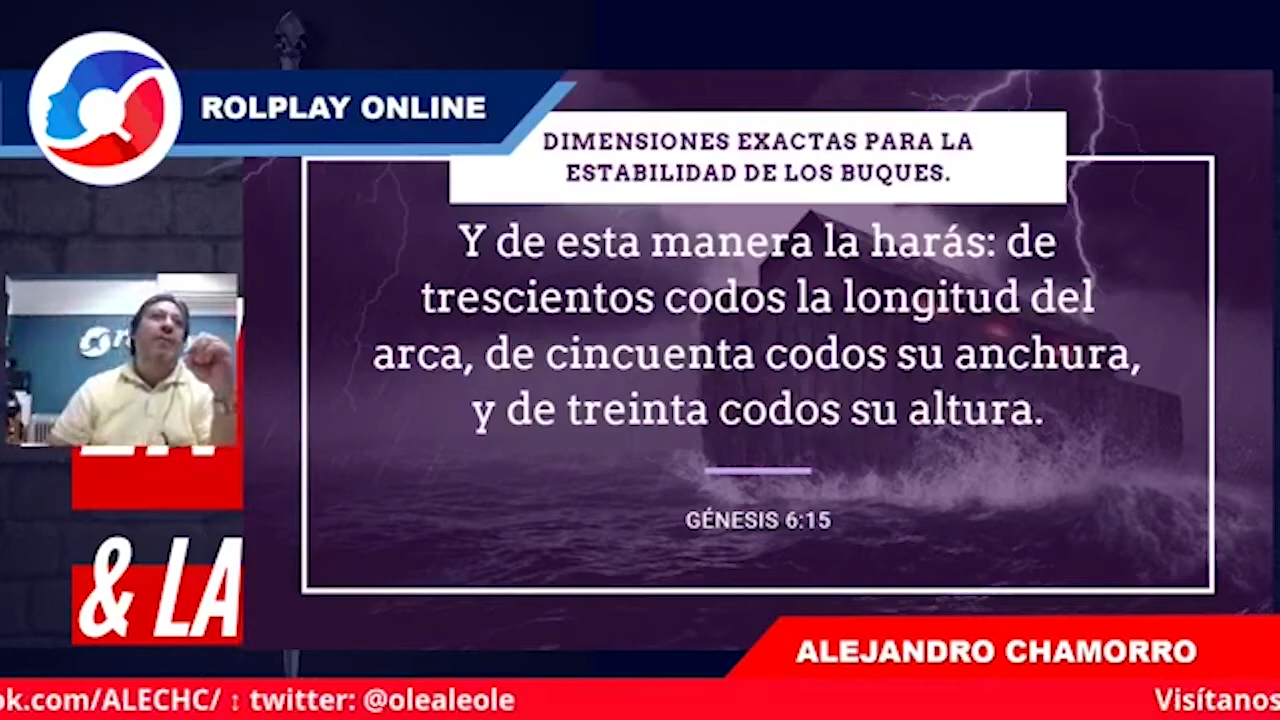 ROLPLAY ONLINE
DIMENSIONES EXACTAS PARA LA
ESTABILIDAD DE LOS BUQUES.
Y de esta manera la harás: de
trescientos codos la longitud del
arca, de cincuenta codos su anchura,
y de treinta codos su altura.
GÉNESIS 6:15
& LA
ALEJANDRO CHAMORRO
ok.com/ALECHC/ ↕ twitter: @olealeole
Visítanos